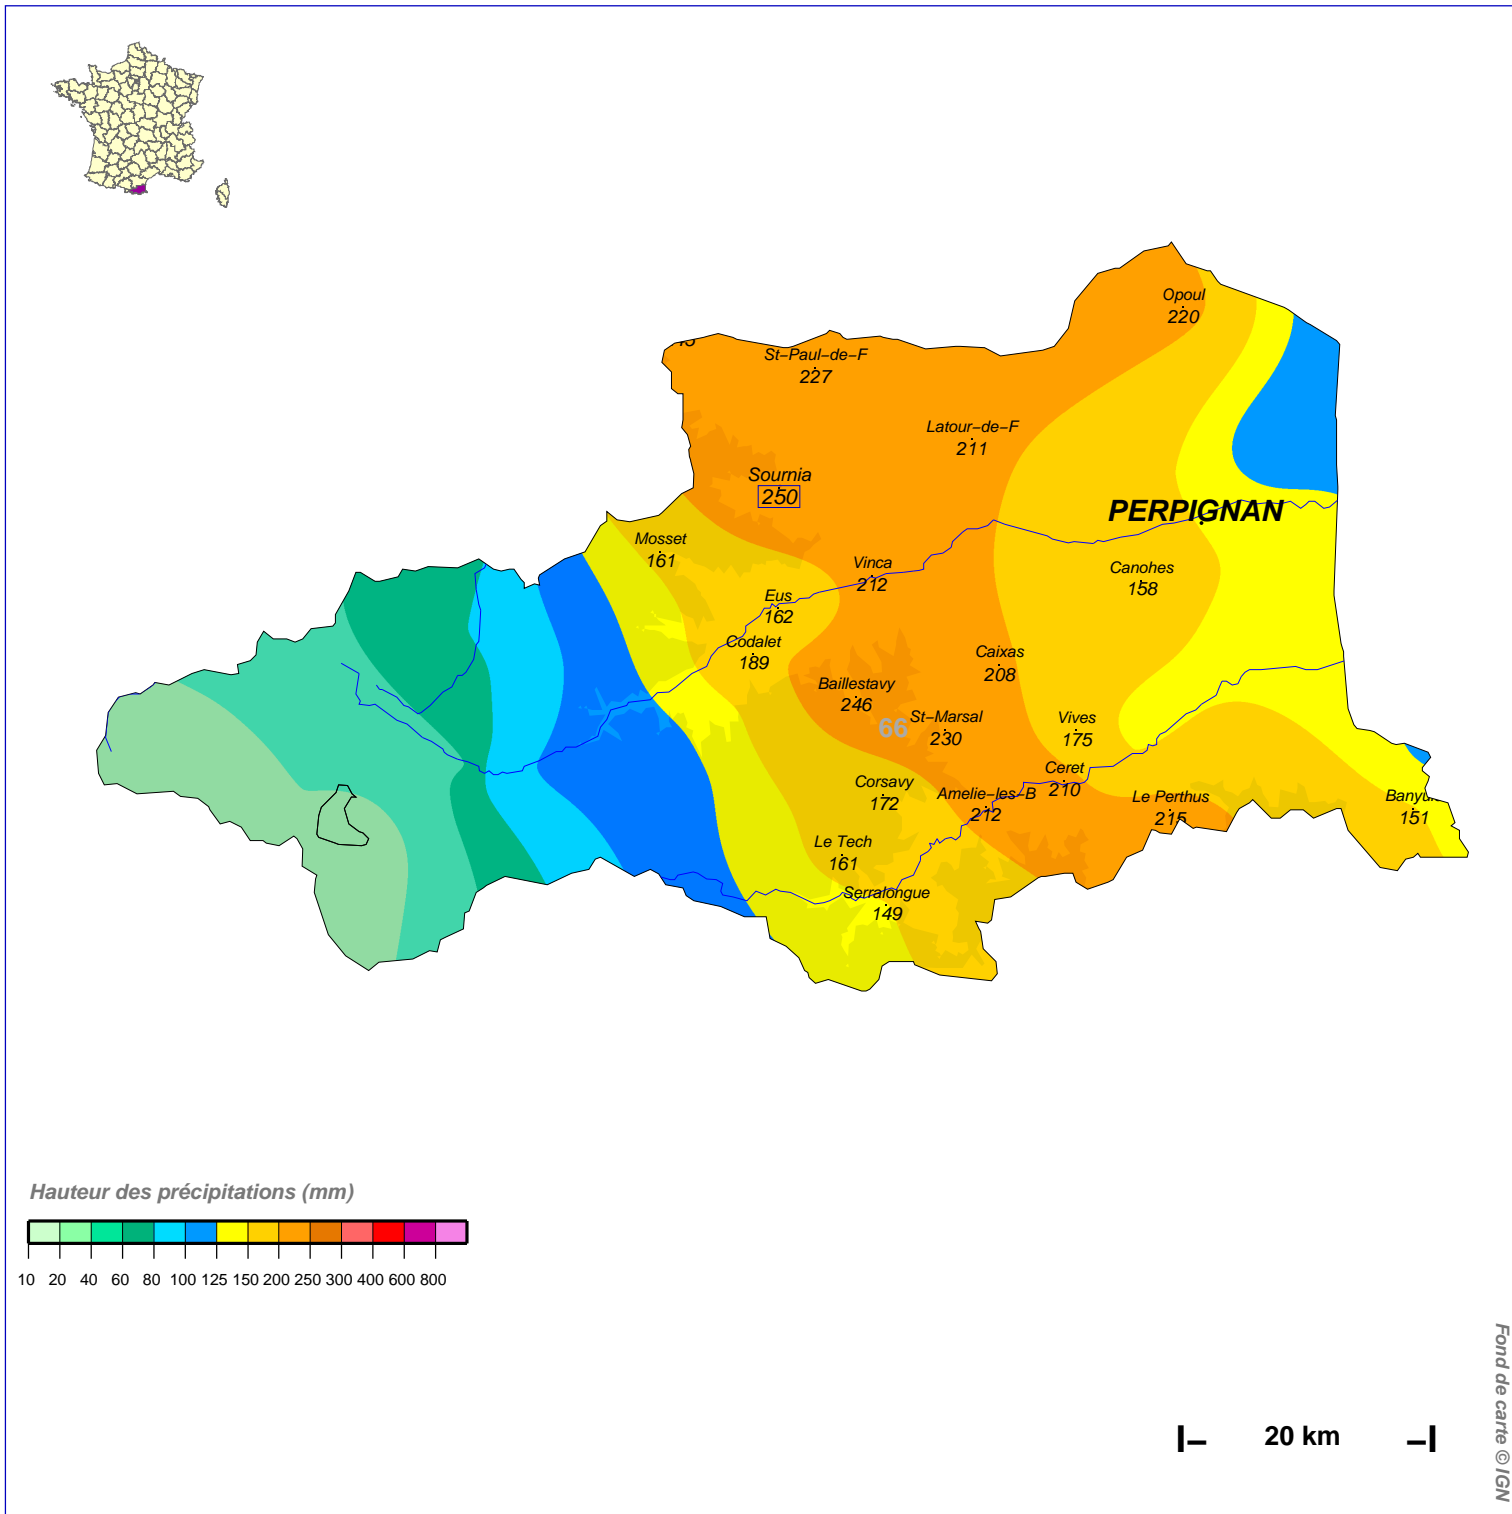 Opoul
220
St-Paul-de-F
227
Latour-de-F
211
Sournia
250
PERPIGNAN
Mosset
161
Vinca
212
Canohes
158
Eus
162
Codalet
189
Caixas
208
Baillestavy
246
66
St-Marsal
230
Vives
175
Ceret
210
Corsavy
172
Amelie-les-B
212
Le Perthus
215
151
Le Tech
161
Serralongue
149
Hauteur des précipitations (mm)
10 20 40 60 80 100 125 150 200 250 300 400 600 800
20 km
Fond de carte © IGN